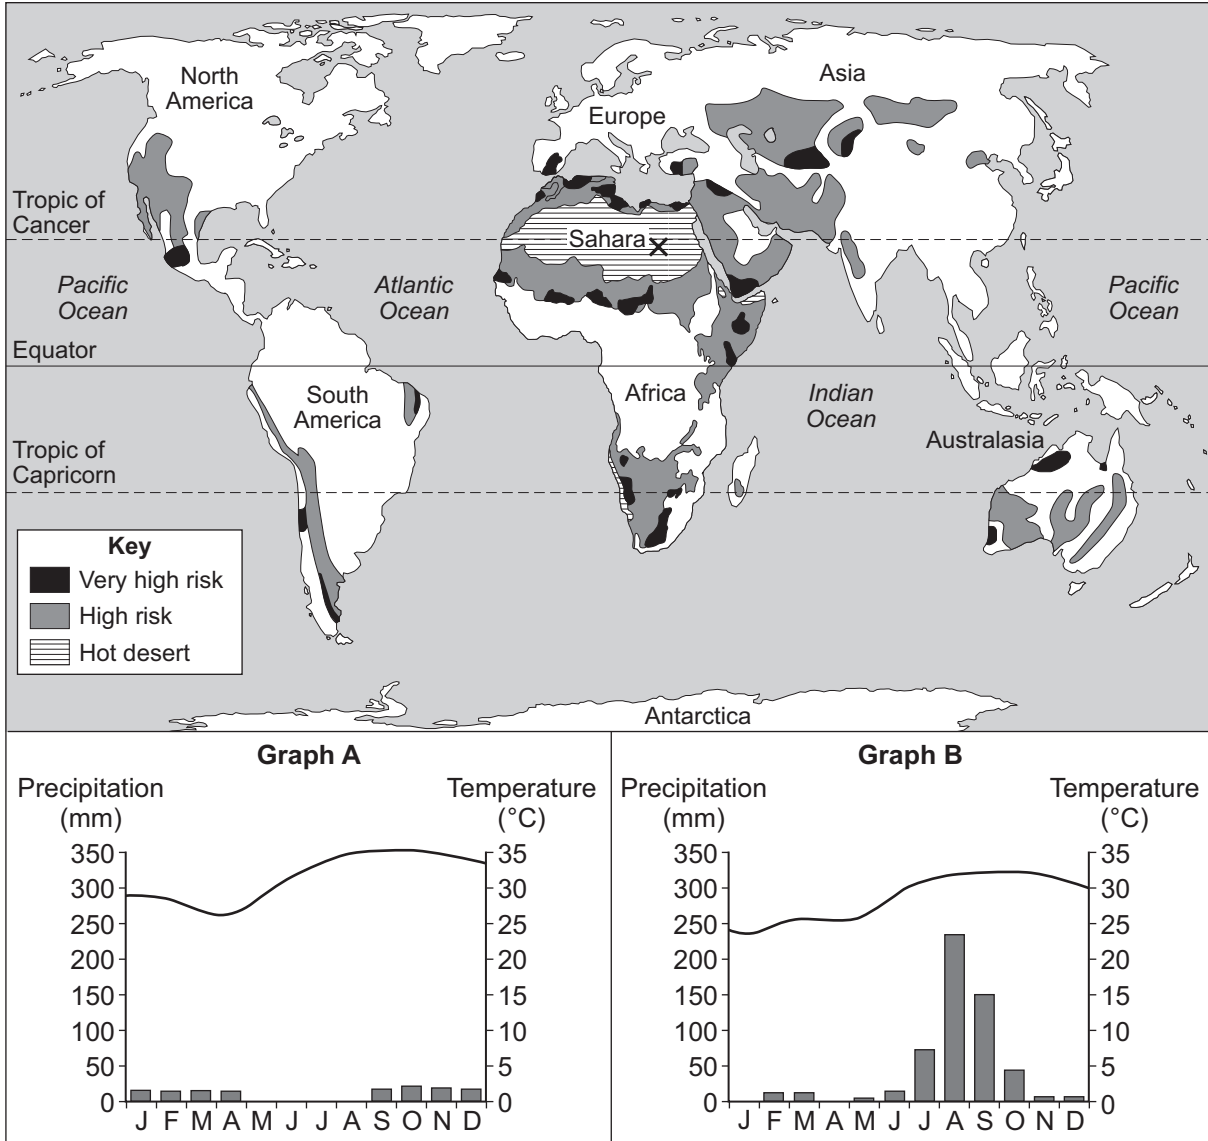 North
America
Asia
Europe
Tropic of
Cancer
Sahara
Pacific
Ocean
Atlantic
Ocean
Pacific
Ocean
Equator
South
America
Africa
Indian
Ocean
Australasia
Tropic of
Capricorn
Key
Very high risk
High risk
Hot desert
Antarctica
Graph A
Precipitation
(mm)
Temperature
(°C)
350
300
250
200
150
100
50
0
35
30
25
20
15
10
5
0
J F M A M J J A S O N D
Graph B
Precipitation
(mm)
Temperature
(°C)
350
300
250
200
150
100
50
0
35
30
25
20
15
10
5
0
J F M A M J J A S O N D